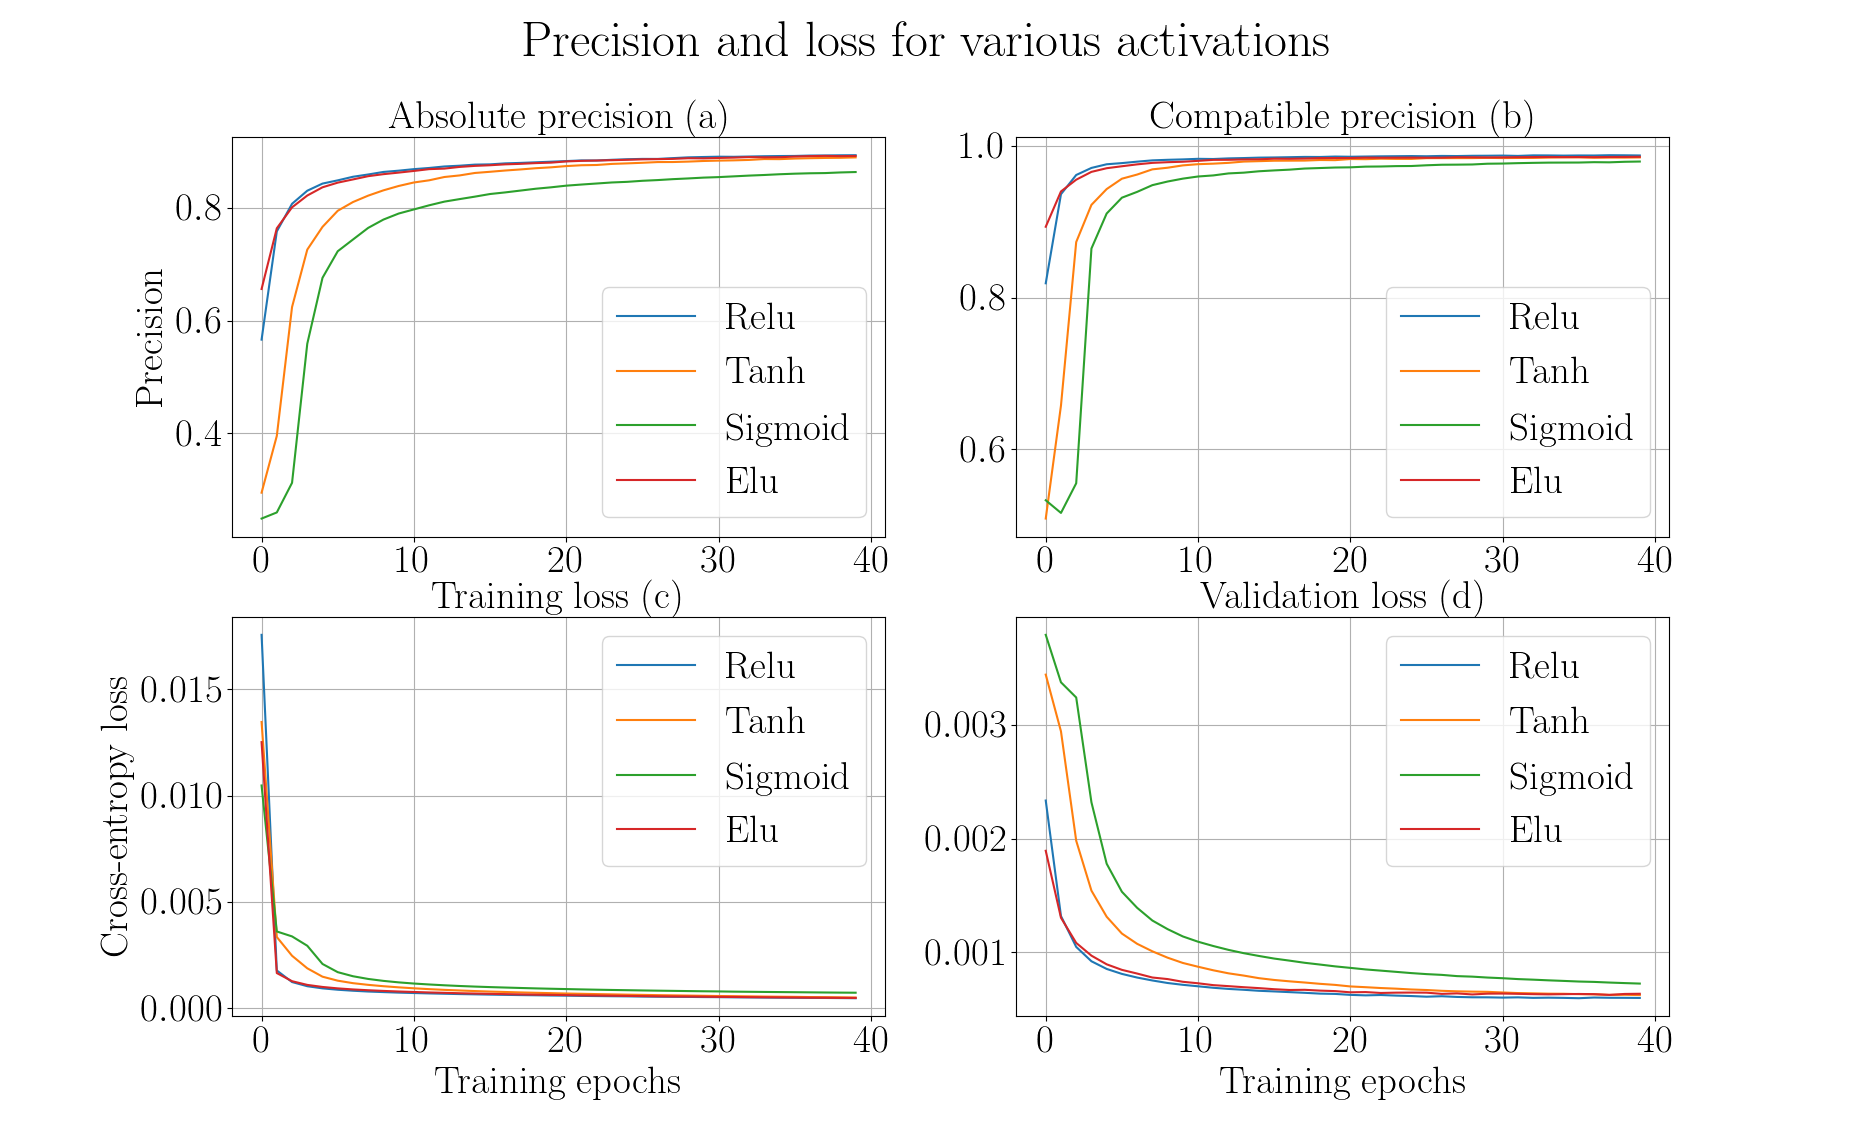 Precision and loss for various activations
Absolute precision (a)
Precision
0.8
0.6
0.4
Relu
Tanh
Sigmoid
Elu
0 10 20 30 40
Compatible precision (b)
1.0
0.8
0.6
Relu
Tanh
Sigmoid
Elu
0 10 20 30 40
Training loss (c)
Cross-entropy loss
0.015
0.010
0.005
0.000
Relu
Tanh
Sigmoid
Elu
0 10 20 30 40
Training epochs
Validation loss (d)
0.003
0.002
0.001
Relu
Tanh
Sigmoid
Elu
0 10 20 30 40
Training epochs